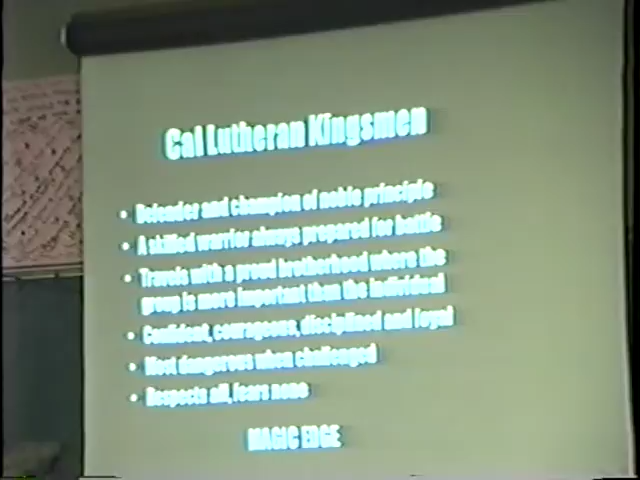 Cal Lutheran Kingsmen
• Defender and champion of noble principle
• A skilled warrior always prepared for battle
• Travels with a proud brotherhood where the
group is more important than the individual
• Confident, courageous, disciplined and loyal
• Most dangerous when challenged
• Respects all, fears none
MAGIC EDGE